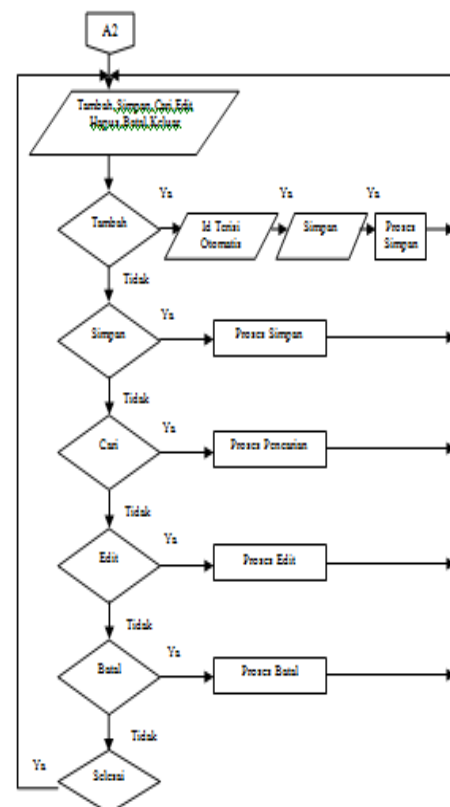 A2
Tambah,Simpan,Cari,Edit
Hapus,Batal,Keluar
Ya
Ya
Ya
Tambah
Id Terisi
Otomatis
Simpan
Proses
Simpan
Tidak
Ya
Simpan
Proses Simpan
Tidak
Ya
Cari
Proses Pencarian
Tidak
Ya
Edit
Proses Edit
Tidak
Ya
Batal
Proses Batal
Tidak
Ya
Selesai